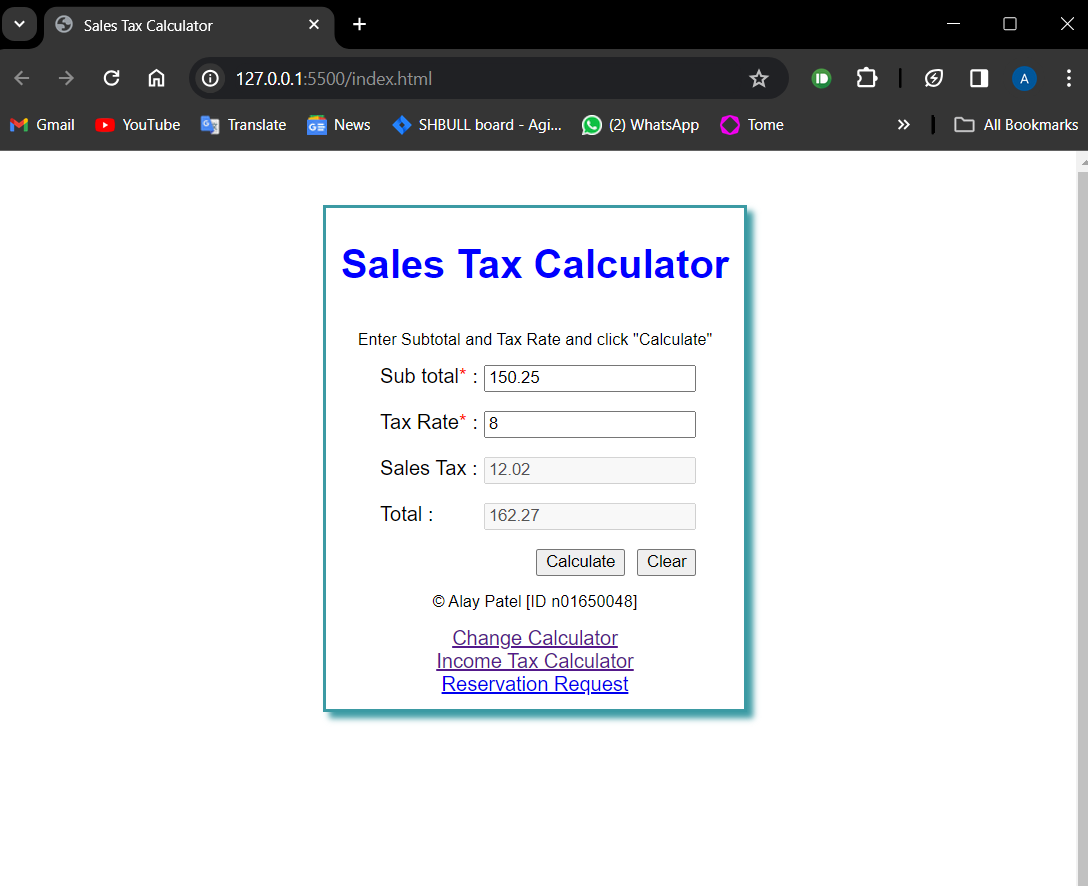 Sales Tax Calculator
127.0.0.1:5500/index.html
A
Gmail YouTube Translate News SHBULL board - Agi... (2) WhatsApp Tome » All Bookmarks
Sales Tax Calculator
Enter Subtotal and Tax Rate and click "Calculate"
Sub total* : 150.25
Tax Rate* : 8
Sales Tax : 12.02
Total : 162.27
Calculate Clear
© Alay Patel [ID n01650048]
Change Calculator
Income Tax Calculator
Reservation Request